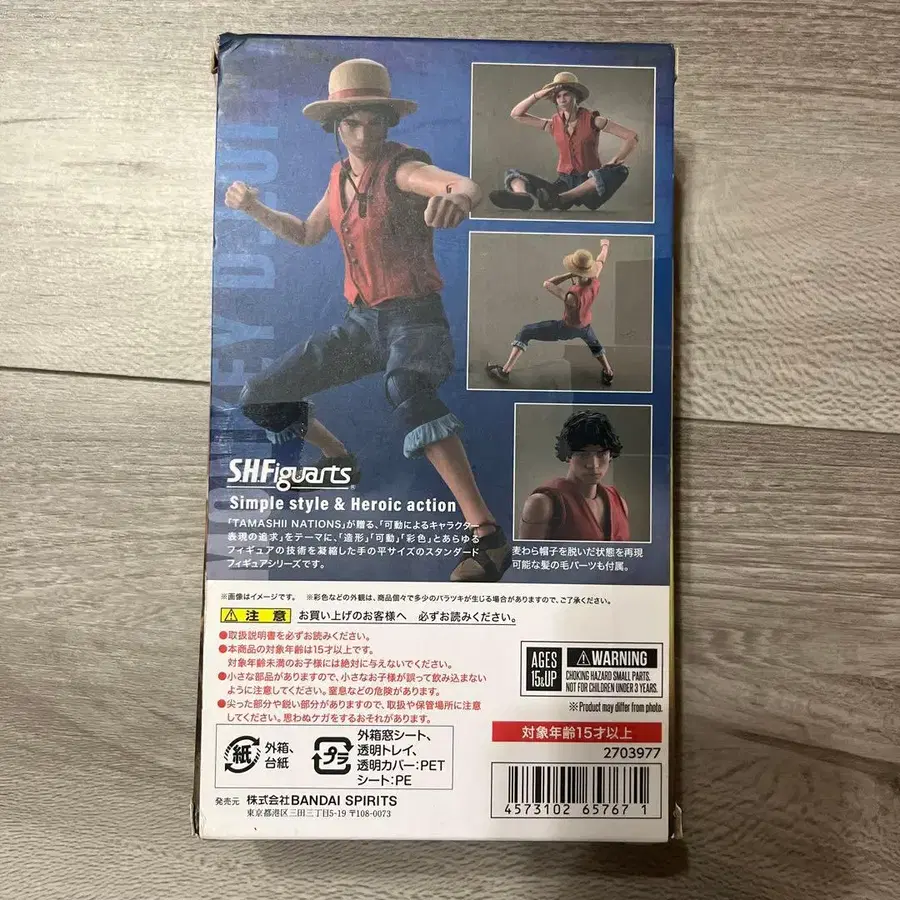 MONKEY D. LUFFY
S.H.Figuarts®
Simple style & Heroic action
「TAMASHII NATIONS」が贈る、「可動によるキャラクター
表現の追求」をテーマに、「造形」「可動」「彩色」とあらゆる
フィギュアの技術を凝縮した手の平サイズのスタンダード
フィギュアシリーズです。
麦わら帽子を脱いだ状態を再現
可能な髪の毛パーツも付属。
※画像はイメージです。 ※彩色などの外観は、商品個々で多少のバラツキが生じる場合がありますので、ご了承ください。
注意 お買い上げのお客様へ 必ずお読みください。
●取扱説明書を必ずお読みください。
●本商品の対象年齢は15才以上です。
対象年齢未満のお子様には絶対に与えないでください。
●小さな部品がありますので、小さなお子様が誤って飲み込まない
ように注意してください。窒息などの危険があります。
●尖った部分や鋭い部分がありますので、取扱や保管場所に注意
してください。思わぬケガをするおそれがあります。
AGES
15&UP
WARNING
CHOKING HAZARD SMALL PARTS.
NOT FOR CHILDREN UNDER 3 YEARS.
※Product may differ from photo.
対象年齢15才以上
2703977
紙
外箱、
台紙
プラ
外箱窓シート、
透明トレイ、
透明カバー:PET
シート:PE
4573102 65767 1
発売元 株式会社BANDAI SPIRITS
東京都港区三田三丁目5-19 〒108-0073